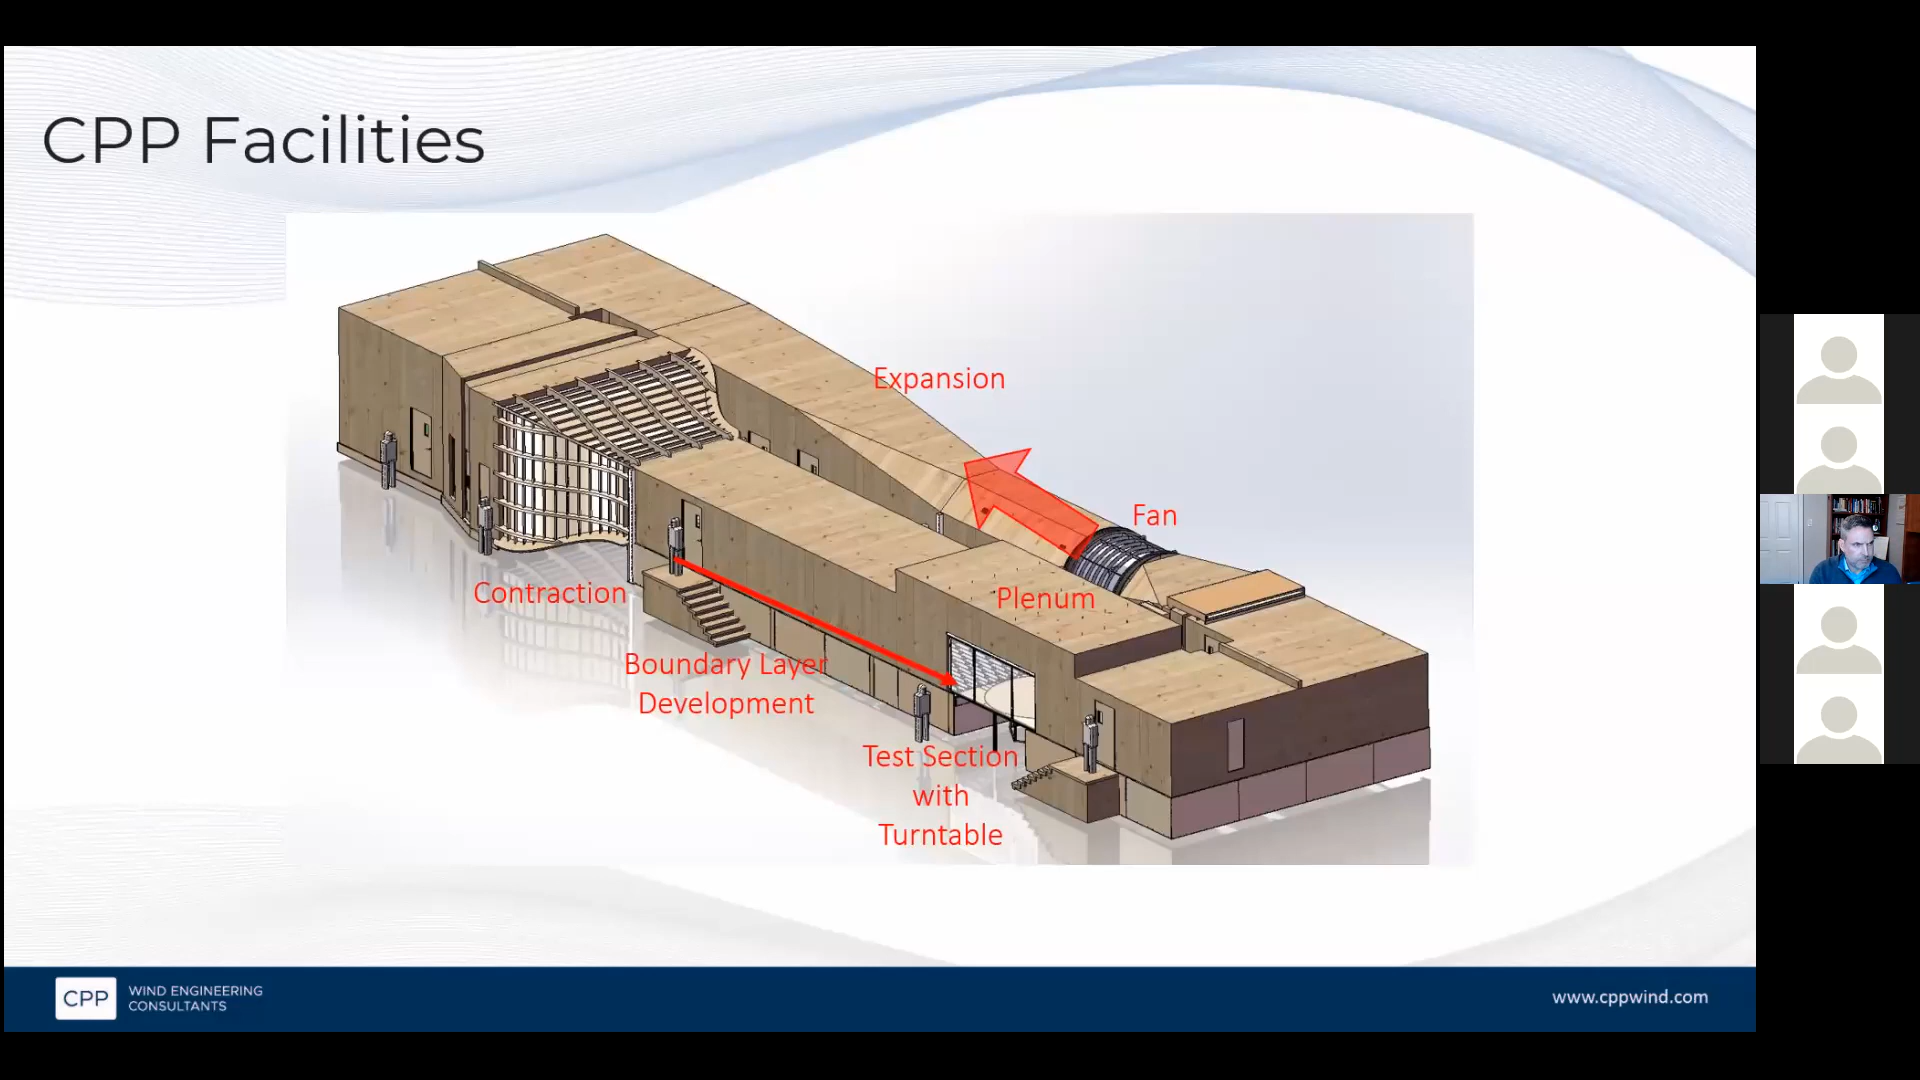 CPP Facilities
Expansion
Fan
Contraction
Plenum
Boundary Layer
Development
Test Section
with
Turntable
CPP
WIND ENGINEERING
CONSULTANTS
www.cppwind.com